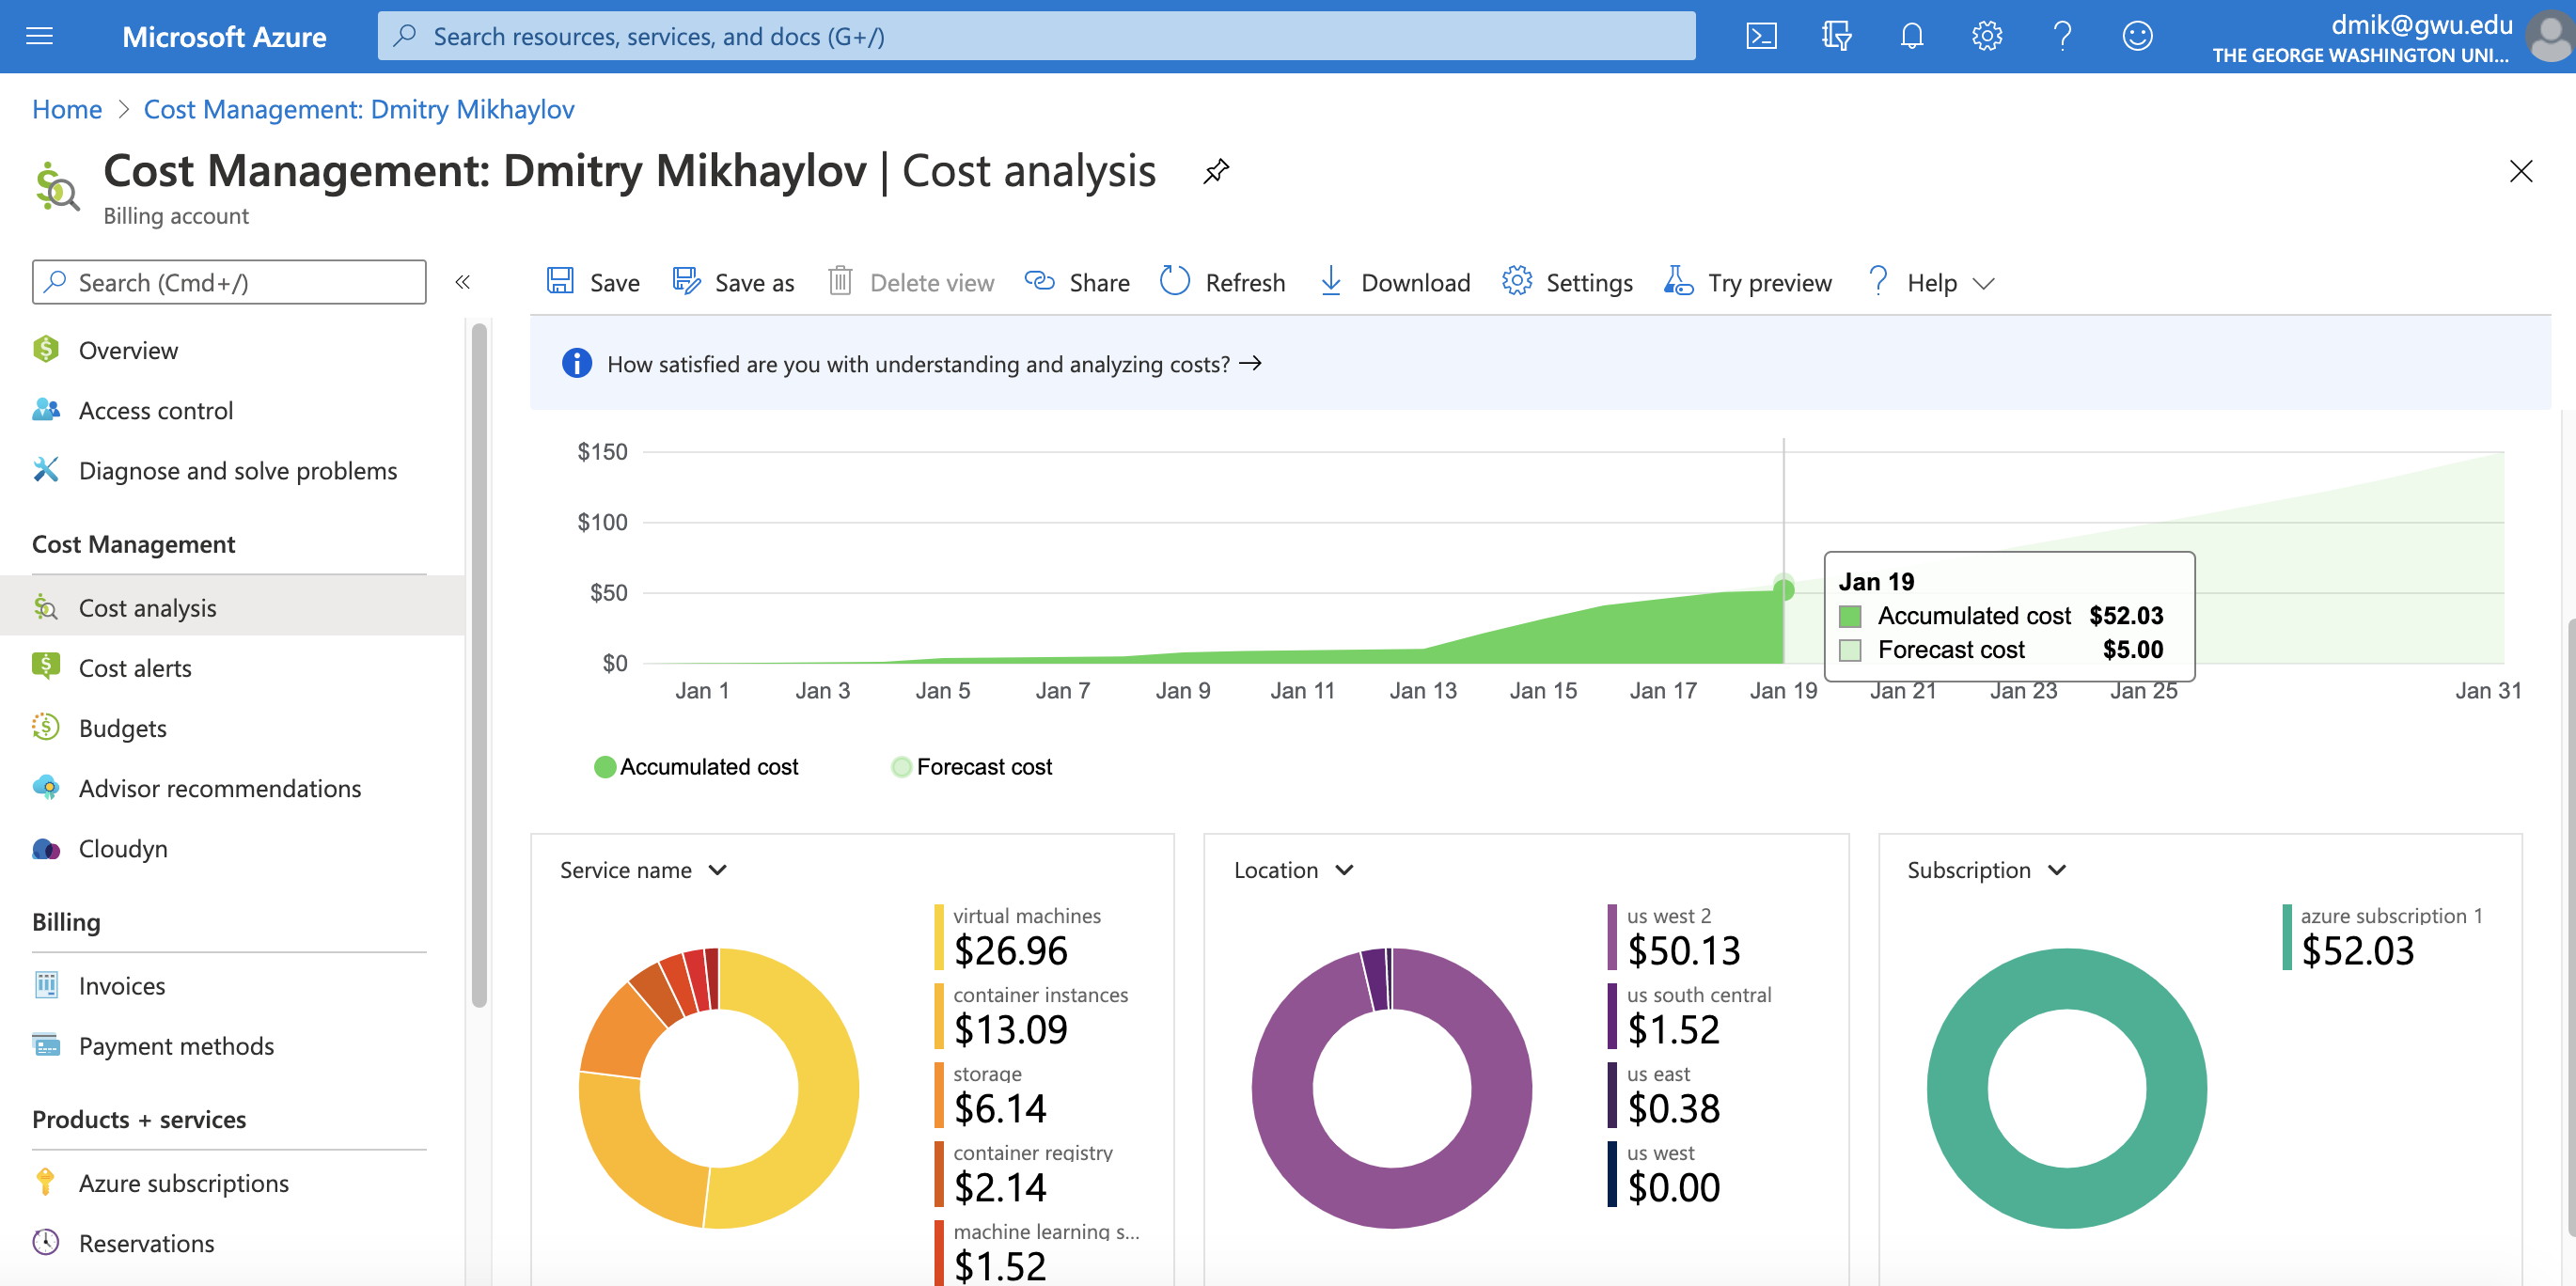 Microsoft Azure
Search resources, services, and docs (G+/)
dmik@gwu.edu
THE GEORGE WASHINGTON UNI...
Home > Cost Management: Dmitry Mikhaylov
Cost Management: Dmitry Mikhaylov | Cost analysis
Billing account
Search (Cmd+/)
«
Overview
Access control
Diagnose and solve problems
Cost Management
Cost analysis
Cost alerts
Budgets
Advisor recommendations
Cloudyn
Billing
Invoices
Payment methods
Products + services
Azure subscriptions
Reservations
Save Save as Delete view Share Refresh Download Settings Try preview ? Help
How satisfied are you with understanding and analyzing costs? →
$150
$100
$50
$0
Jan 1 Jan 3 Jan 5 Jan 7 Jan 9 Jan 11 Jan 13 Jan 15 Jan 17 Jan 19 Jan 21 Jan 23 Jan 25 Jan 31
Jan 19
Accumulated cost $52.03
Forecast cost $5.00
Accumulated cost Forecast cost
Service name
virtual machines
$26.96
container instances
$13.09
storage
$6.14
container registry
$2.14
machine learning s...
$1.52
Location
us west 2
$50.13
us south central
$1.52
us east
$0.38
us west
$0.00
Subscription
azure subscription 1
$52.03